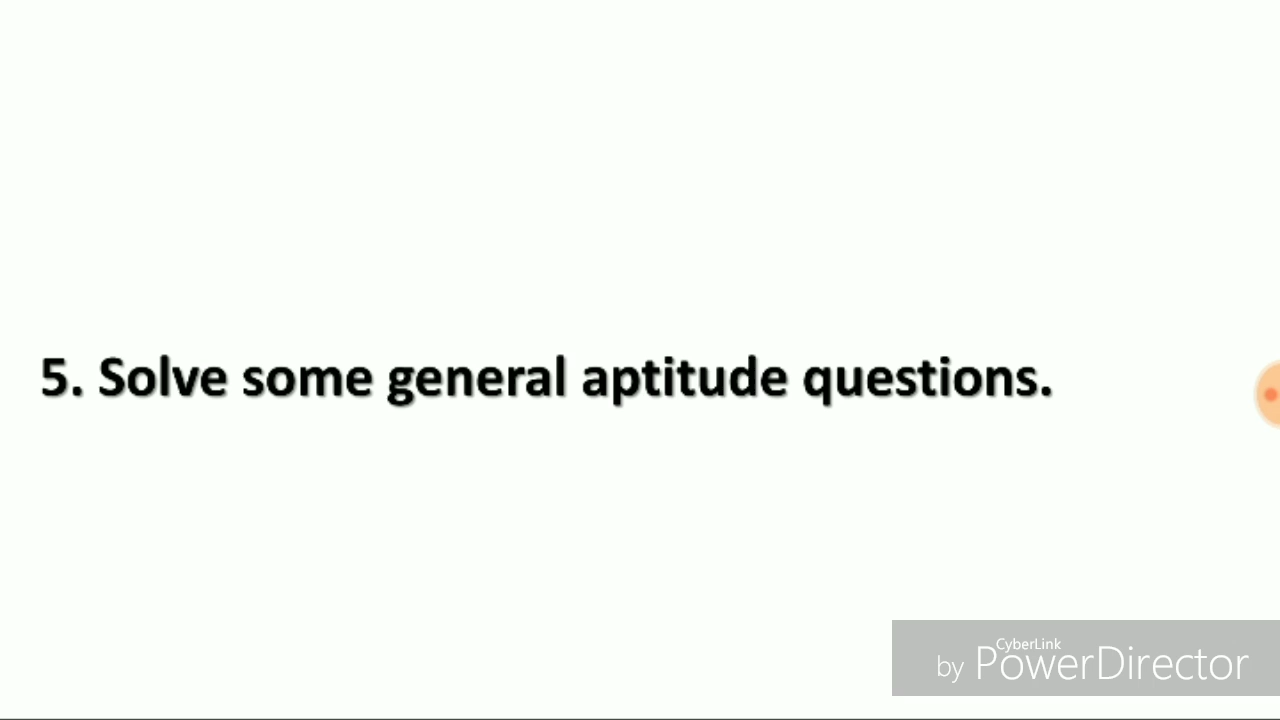 5. Solve some general aptitude questions.
CyberLink
by PowerDirector